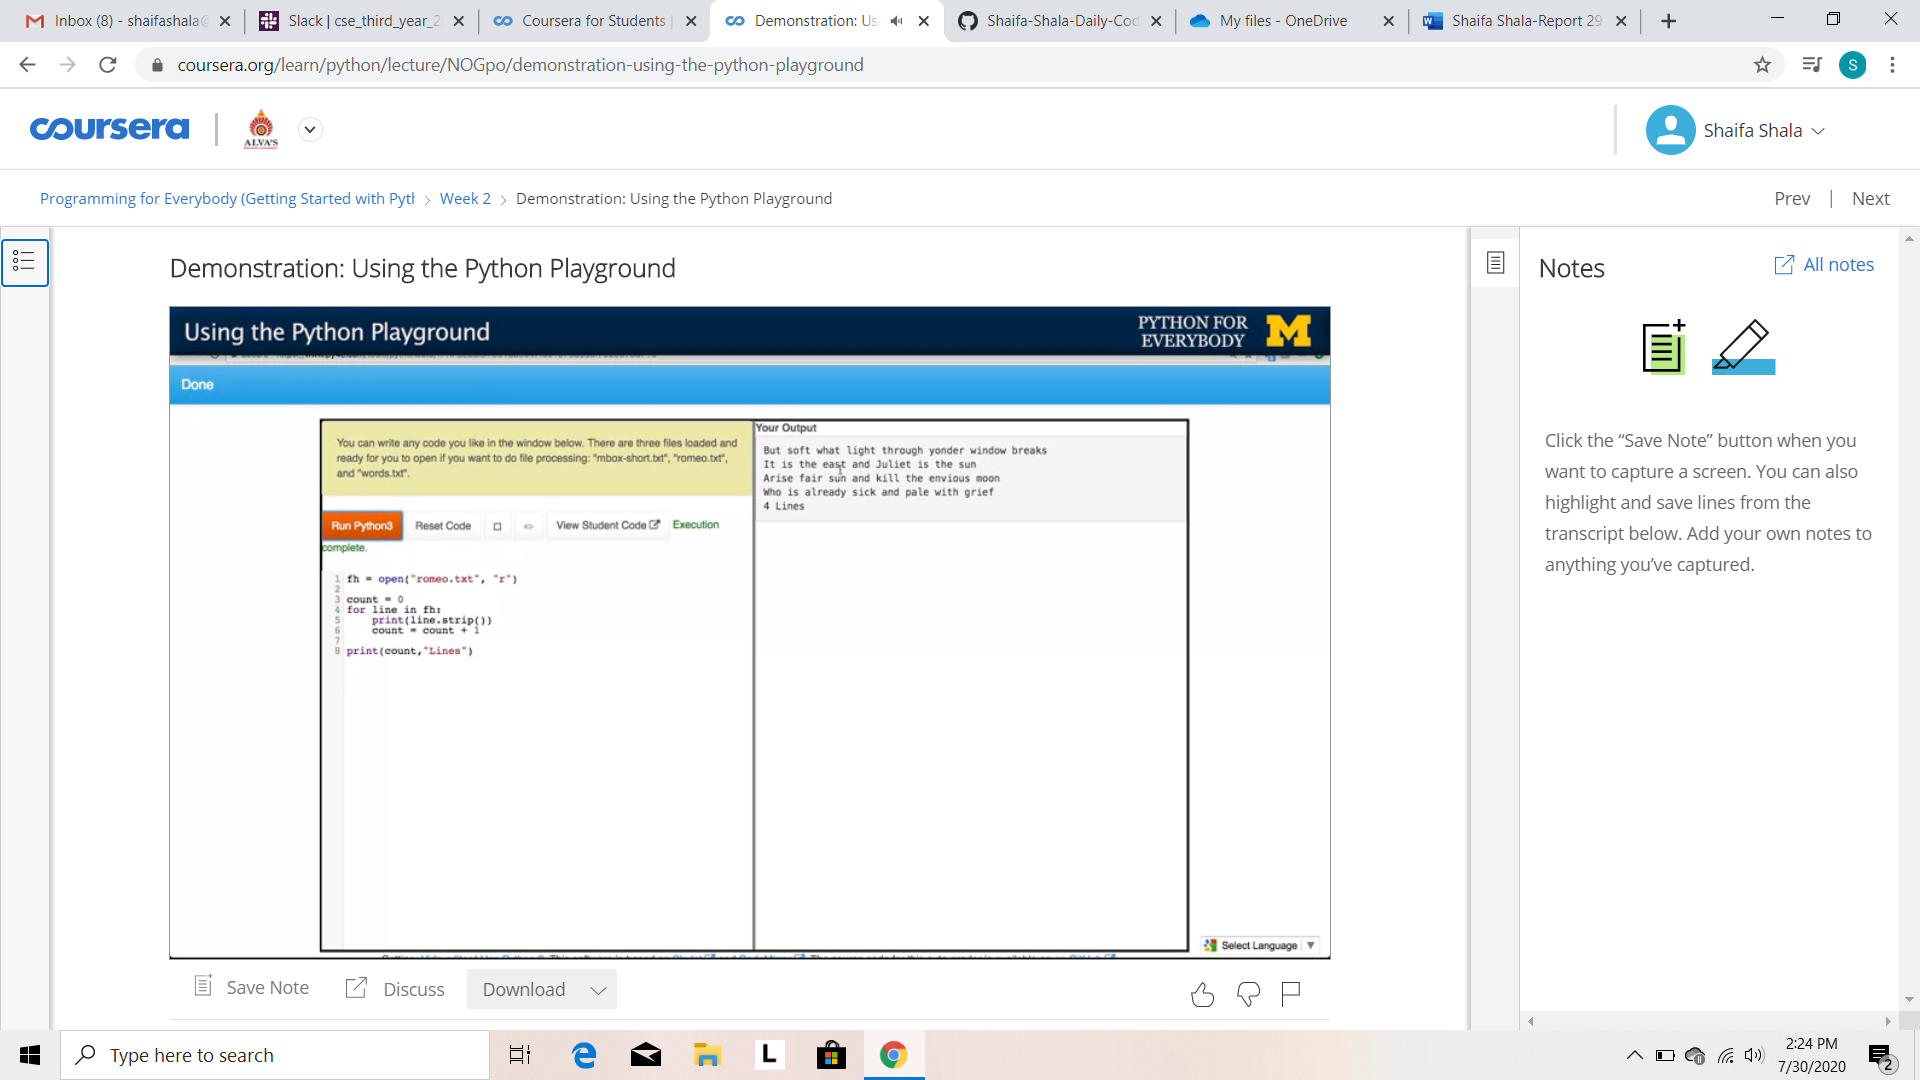 Inbox (8) - shaifashala@
Slack | cse_third_year_2
Coursera for Students |
Demonstration: Us
Shaifa-Shala-Daily-Cod
My files - OneDrive
Shaifa Shala-Report 29
coursera.org/learn/python/lecture/NOGpo/demonstration-using-the-python-playground
S
coursera
ALVA'S
Shaifa Shala
Programming for Everybody (Getting Started with Pyth
Week 2
Demonstration: Using the Python Playground
Prev | Next
Demonstration: Using the Python Playground
Notes
All notes
Using the Python Playground
PYTHON FOR
EVERYBODY
M
Done
You can write any code you like in the window below. There are three files loaded and
ready for you to open if you want to do file processing: "mbox-short.txt", "romeo.txt",
and "words.txt".
Run Python3
Reset Code
View Student Code
Execution
complete.
1 fh = open("romeo.txt", "r")
2
3 count = 0
4 for line in fh:
5 print(line.strip())
6 count = count + 1
7
8 print(count,"Lines")
Your Output
But soft what light through yonder window breaks
It is the east and Juliet is the sun
Arise fair sun and kill the envious moon
Who is already sick and pale with grief
4 Lines
Select Language
Click the “Save Note” button when you
want to capture a screen. You can also
highlight and save lines from the
transcript below. Add your own notes to
anything you’ve captured.
Save Note
Discuss
Download
Type here to search
L
2:24 PM
7/30/2020
2